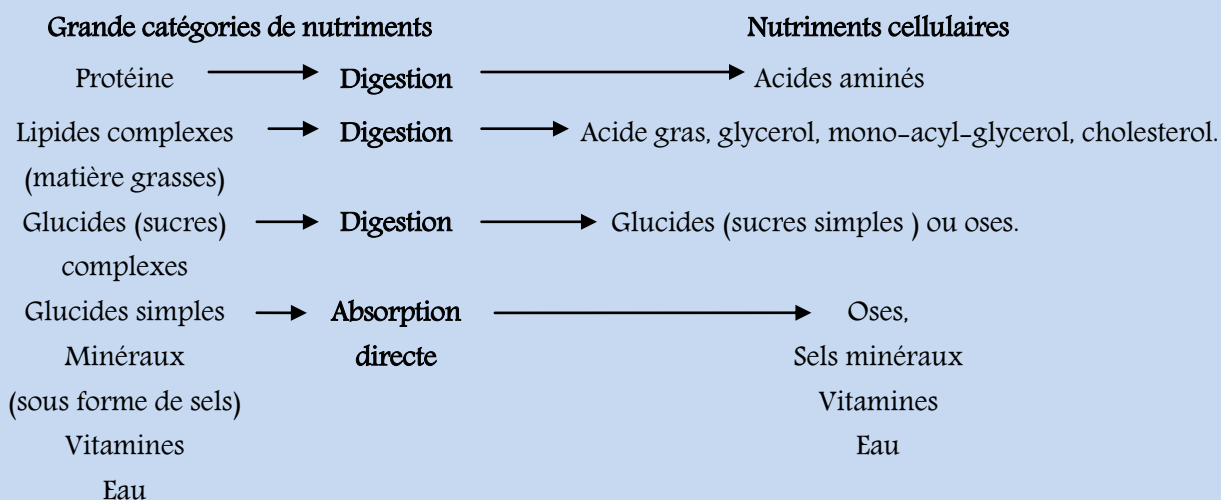 Grande catégories de nutriments Nutriments cellulaires
Protéine Digestion Acides aminés
Lipides complexes Digestion Acide gras, glycerol, mono-acyl-glycerol, cholesterol.
(matière grasses)
Glucides (sucres) Digestion Glucides (sucres simples ) ou oses.
complexes
Glucides simples Absorption Oses,
Minéraux directe Sels minéraux
(sous forme de sels) Vitamines
Vitamines Eau
Eau